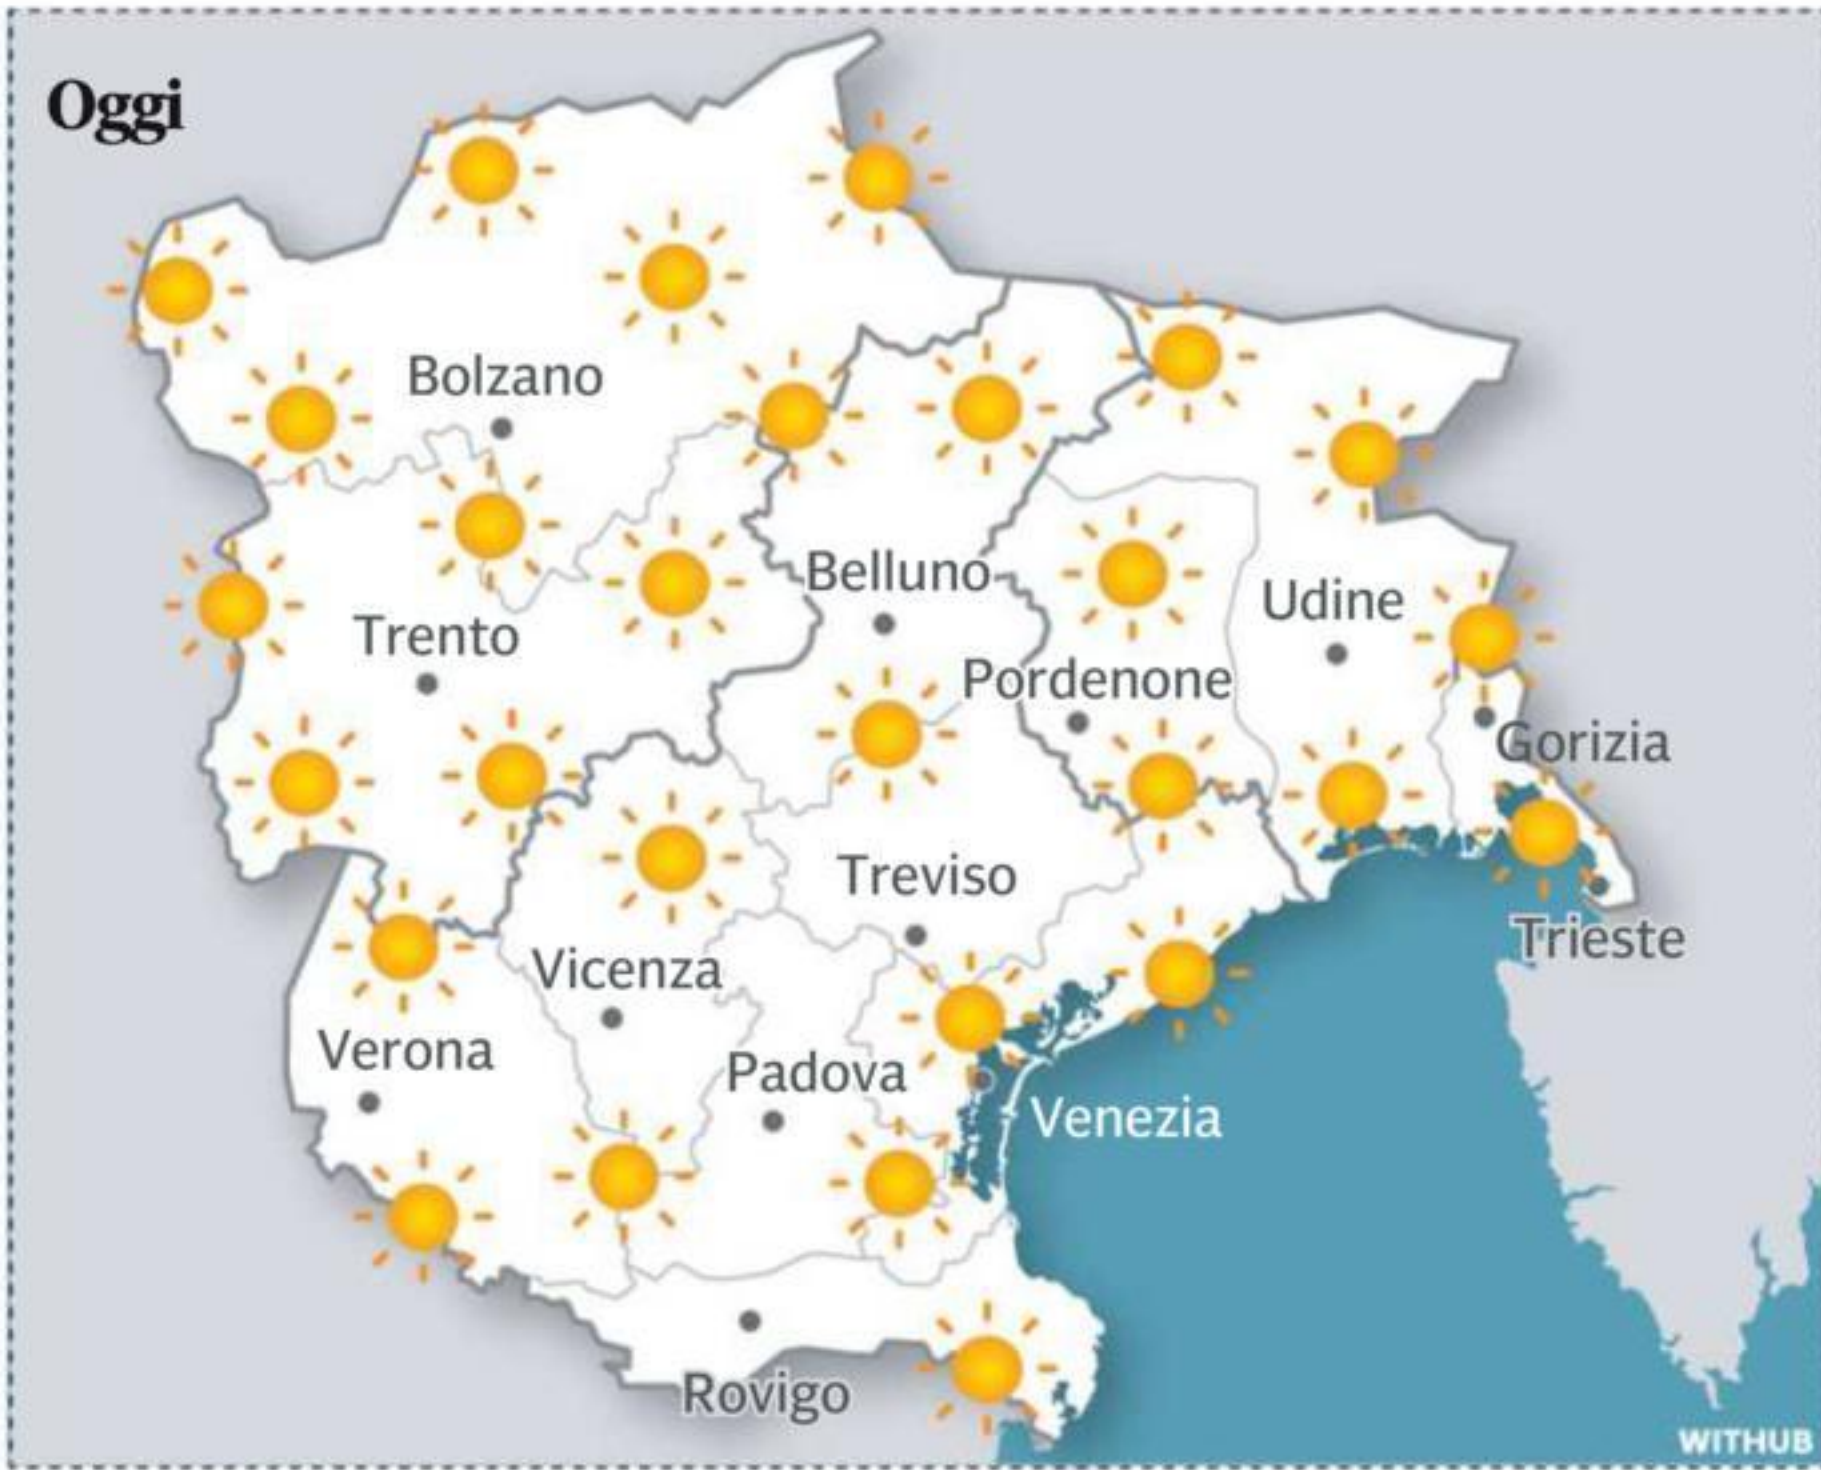 Oggi
Bolzano
Belluno
Udine
Trento
Pordenone
Gorizia
Treviso
Trieste
Vicenza
Verona
Padova
Venezia
Rovigo
WITHUB